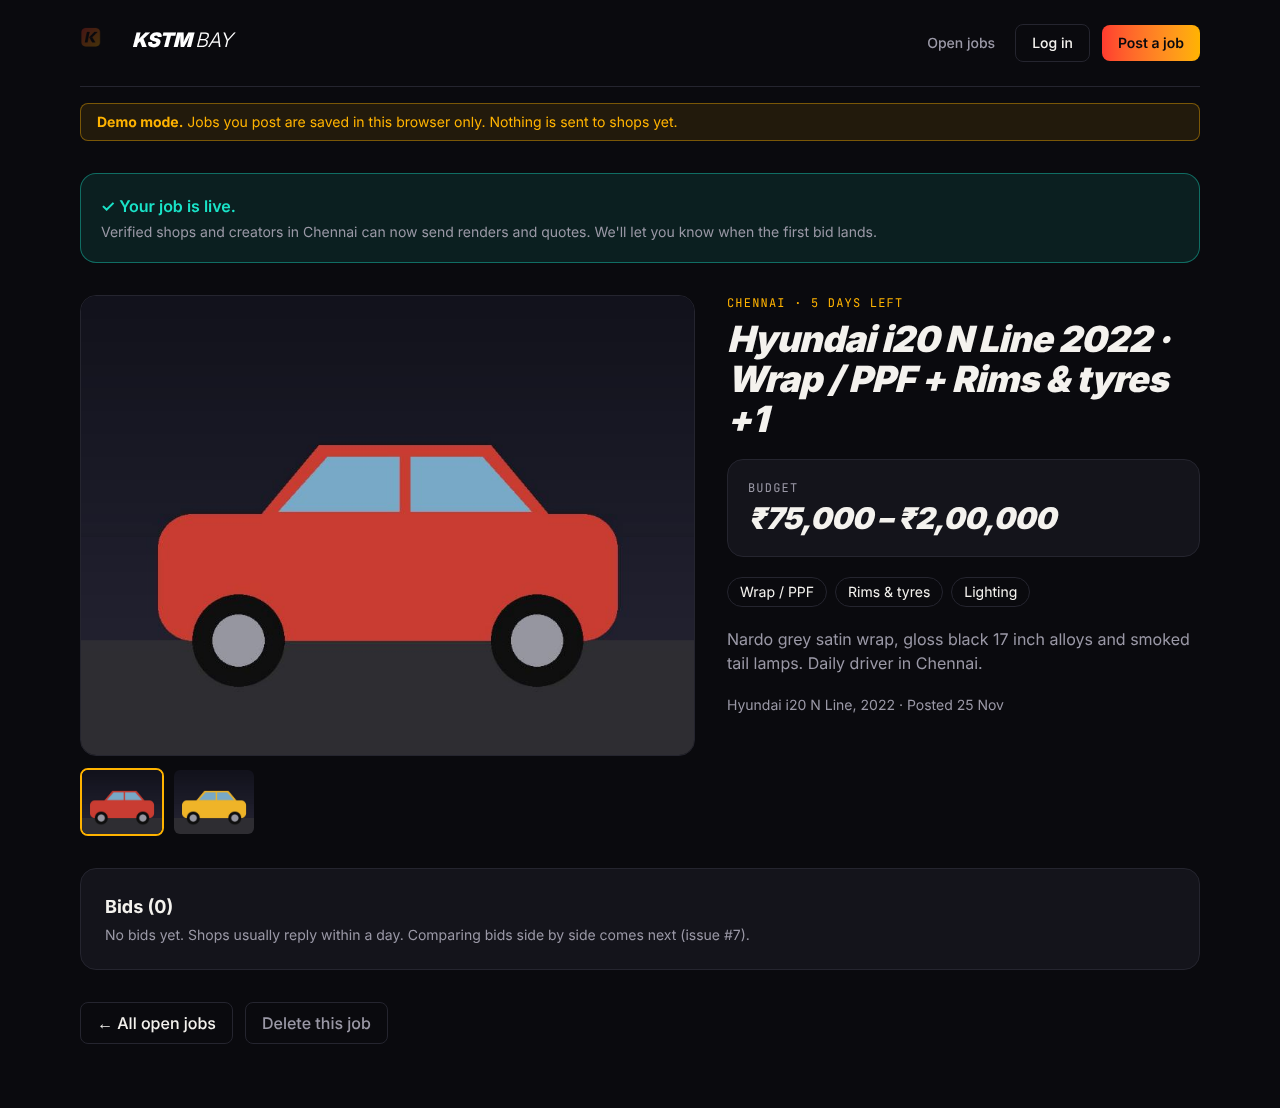 K KSTM BAY
Open jobs
Log in
Post a job
Demo mode. Jobs you post are saved in this browser only. Nothing is sent to shops yet.
✓ Your job is live.
Verified shops and creators in Chennai can now send renders and quotes. We'll let you know when the first bid lands.
CHENNAI · 5 DAYS LEFT
Hyundai i20 N Line 2022 ·
Wrap / PPF + Rims & tyres
+1
BUDGET
₹75,000 – ₹2,00,000
Wrap / PPF
Rims & tyres
Lighting
Nardo grey satin wrap, gloss black 17 inch alloys and smoked
tail lamps. Daily driver in Chennai.
Hyundai i20 N Line, 2022 · Posted 25 Nov
Bids (0)
No bids yet. Shops usually reply within a day. Comparing bids side by side comes next (issue #7).
← All open jobs
Delete this job